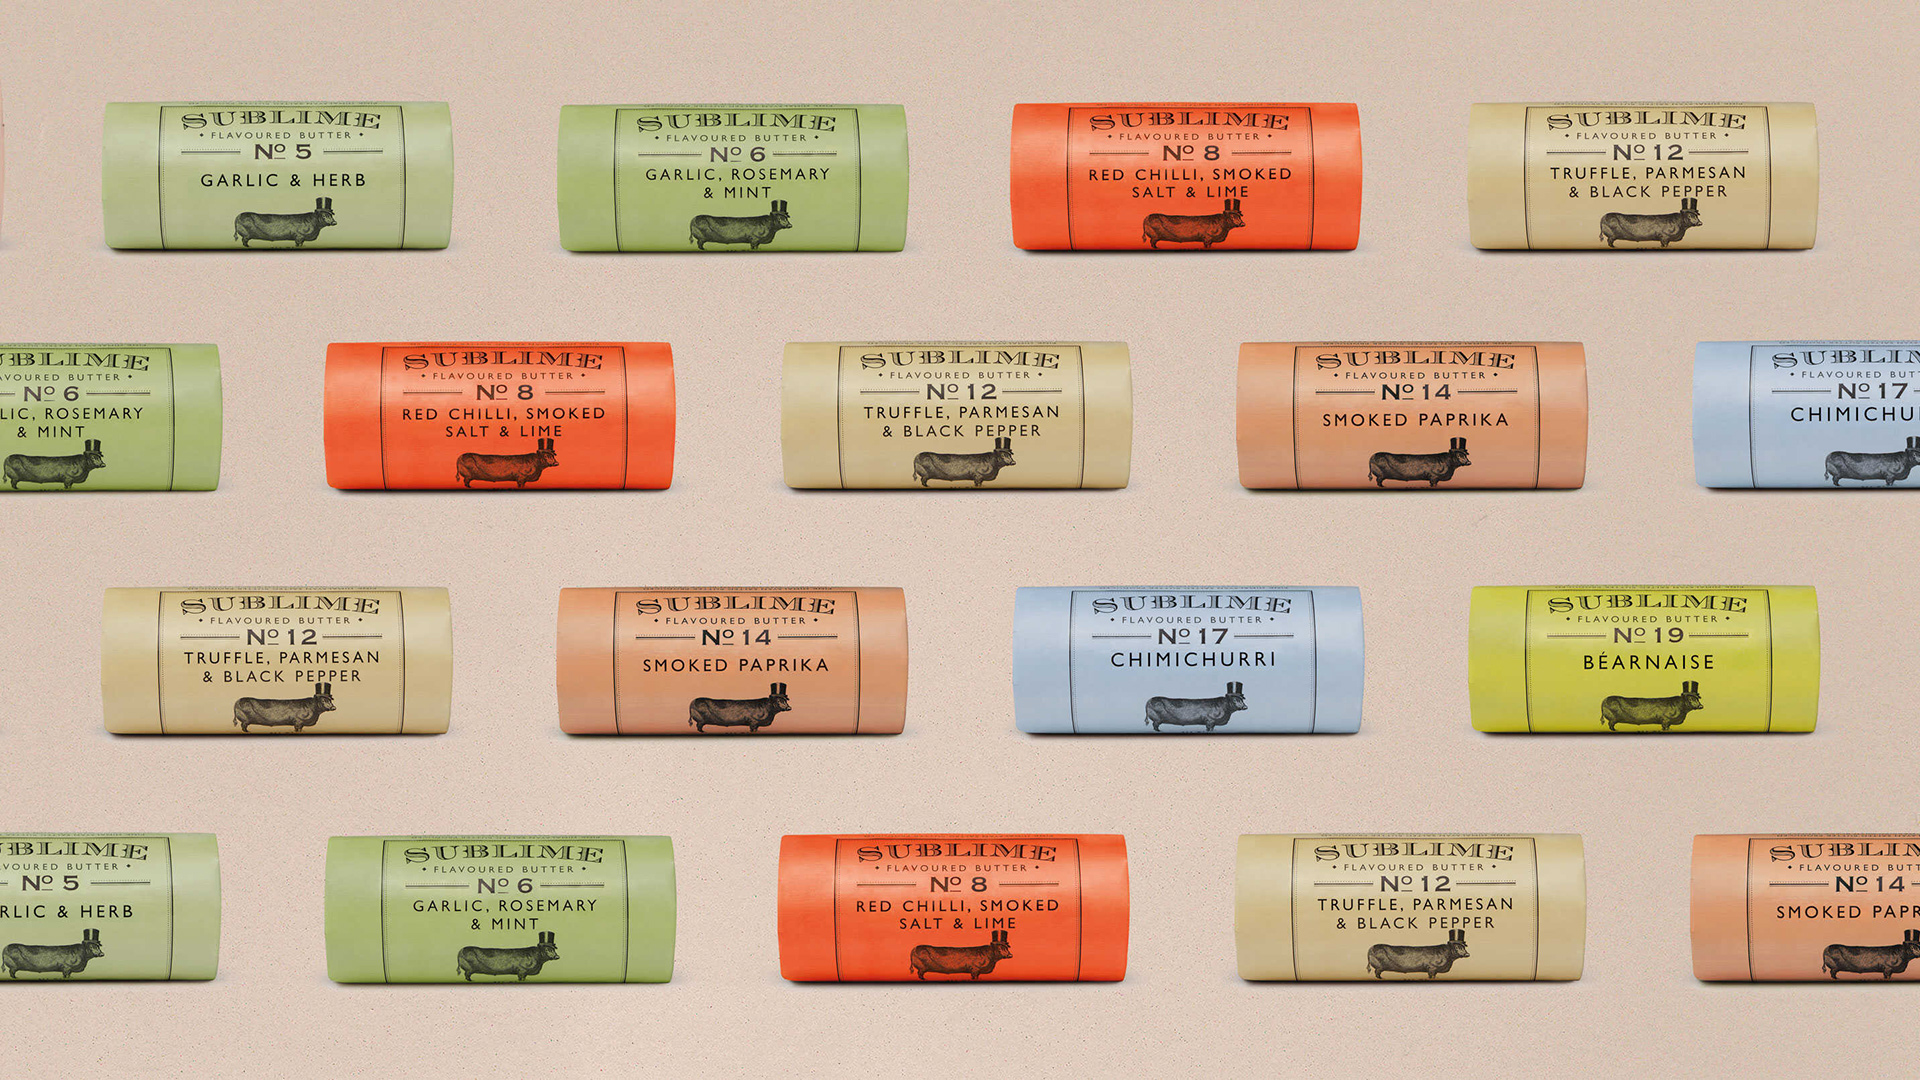 SUBLIME
• FLAVOURED BUTTER •
Nº 5
GARLIC & HERB
SUBLIME
• FLAVOURED BUTTER •
Nº 6
GARLIC, ROSEMARY
& MINT
SUBLIME
• FLAVOURED BUTTER •
Nº 8
RED CHILLI, SMOKED
SALT & LIME
SUBLIME
• FLAVOURED BUTTER •
Nº 12
TRUFFLE, PARMESAN
& BLACK PEPPER
UBLIME
AVOURED BUTTER •
Nº 6
LIC, ROSEMARY
& MINT
SUBLIME
• FLAVOURED BUTTER •
Nº 8
RED CHILLI, SMOKED
SALT & LIME
SUBLIME
• FLAVOURED BUTTER •
Nº 12
TRUFFLE, PARMESAN
& BLACK PEPPER
SUBLIME
• FLAVOURED BUTTER •
Nº 14
SMOKED PAPRIKA
SUBLIM
• FLAVOURED BUTT
Nº 17
CHIMICHU
SUBLIME
• FLAVOURED BUTTER •
Nº 12
TRUFFLE, PARMESAN
& BLACK PEPPER
SUBLIME
• FLAVOURED BUTTER •
Nº 14
SMOKED PAPRIKA
SUBLIME
• FLAVOURED BUTTER •
Nº 17
CHIMICHURRI
SUBLIME
• FLAVOURED BUTTER •
Nº 19
BÉARNAISE
UBLIME
AVOURED BUTTER •
Nº 5
RLIC & HERB
SUBLIME
• FLAVOURED BUTTER •
Nº 6
GARLIC, ROSEMARY
& MINT
SUBLIME
• FLAVOURED BUTTER •
Nº 8
RED CHILLI, SMOKED
SALT & LIME
SUBLIME
• FLAVOURED BUTTER •
Nº 12
TRUFFLE, PARMESAN
& BLACK PEPPER
SUBLIM
• FLAVOURED BUTT
Nº 14
SMOKED PAPR